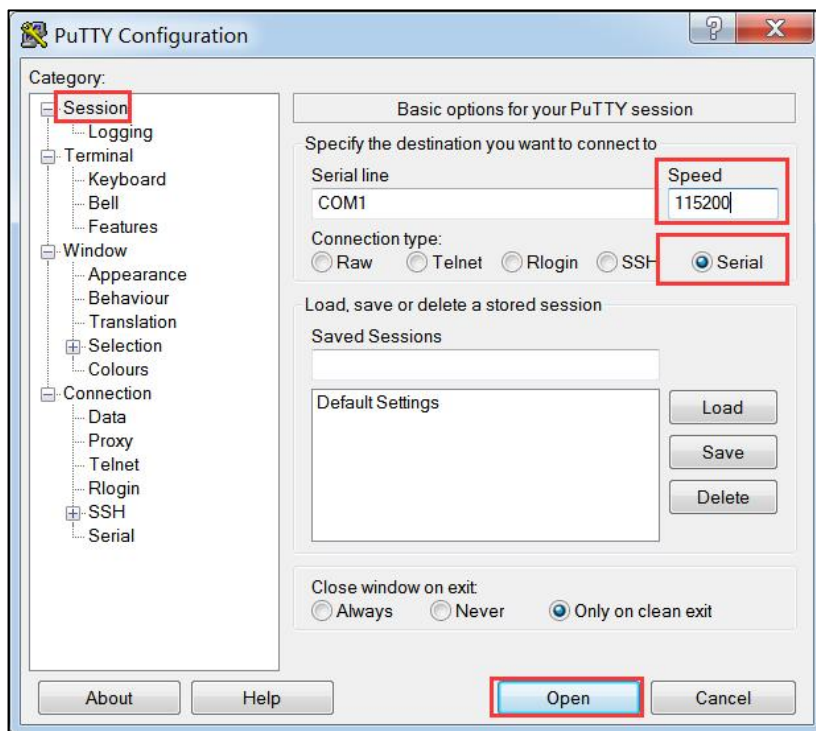 PuTTY Configuration
Category:
Session
Logging
Terminal
Keyboard
Bell
Features
Window
Appearance
Behaviour
Translation
Selection
Colours
Connection
Data
Proxy
Telnet
Rlogin
SSH
Serial
Basic options for your PuTTY session
Specify the destination you want to connect to
Serial line Speed
COM1 115200
Connection type:
Raw Telnet Rlogin SSH Serial
Load, save or delete a stored session
Saved Sessions
Default Settings
Load
Save
Delete
Close window on exit:
Always Never Only on clean exit
About Help Open Cancel